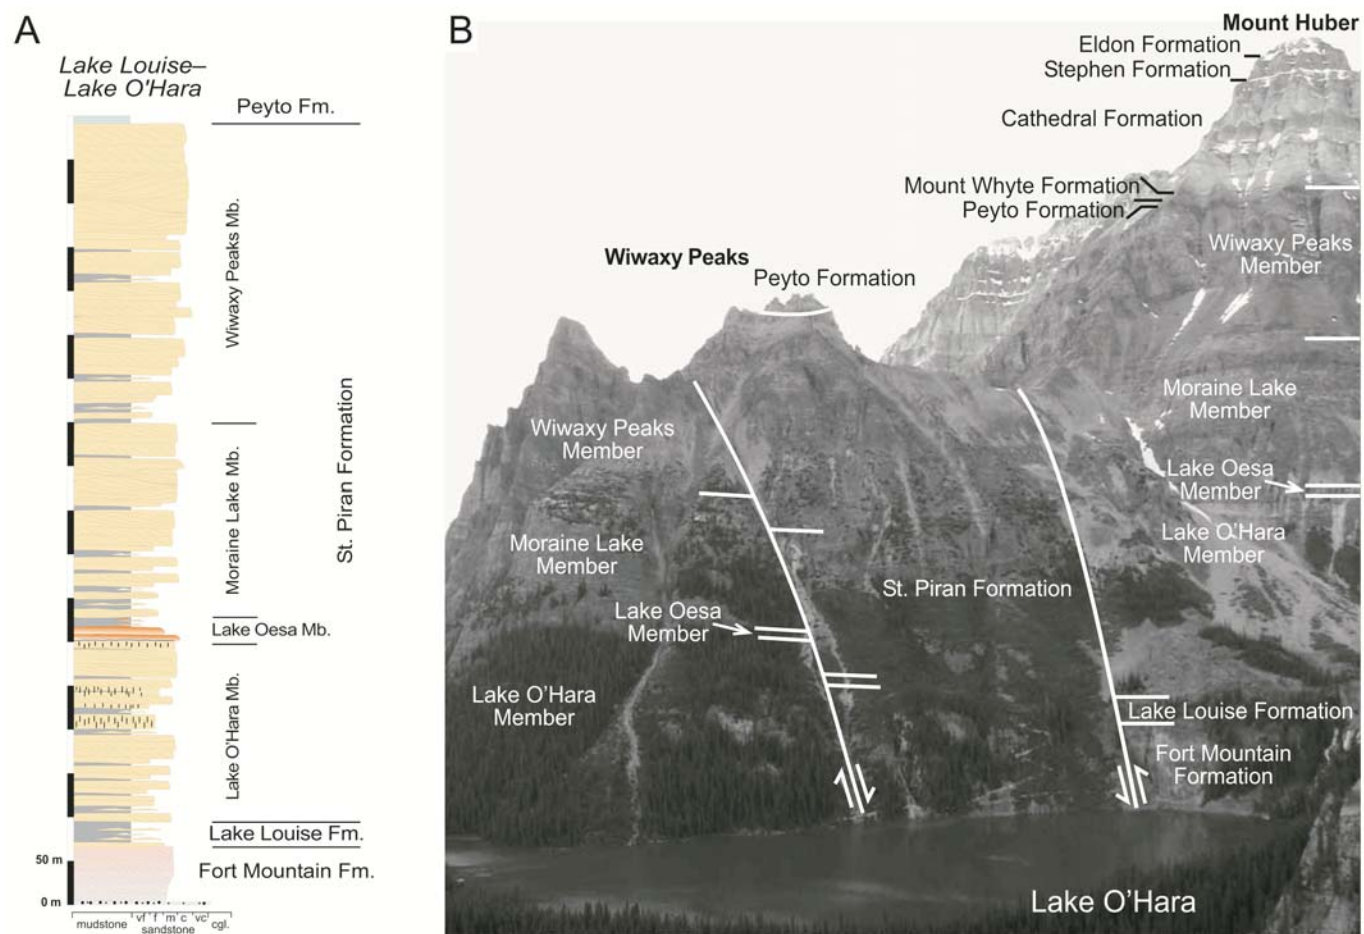 A
Lake Louise–
Lake O'Hara
Peyto Fm.
Wiwaxy Peaks Mb.
Moraine Lake Mb.
St. Piran Formation
Lake Oesa Mb.
Lake O'Hara Mb.
Lake Louise Fm.
Fort Mountain Fm.
50 m
0 m
mudstone
vf f m c vc
sandstone
cgl.
B
Mount Huber
Eldon Formation
Stephen Formation
Cathedral Formation
Mount Whyte Formation
Peyto Formation
Wiwaxy Peaks
Member
Wiwaxy Peaks
Peyto Formation
Moraine Lake
Member
Wiwaxy Peaks
Member
Lake Oesa
Member
Lake O'Hara
Member
Moraine Lake
Member
St. Piran Formation
Lake Oesa
Member
Lake O'Hara
Member
Lake Louise Formation
Fort Mountain
Formation
Lake O'Hara